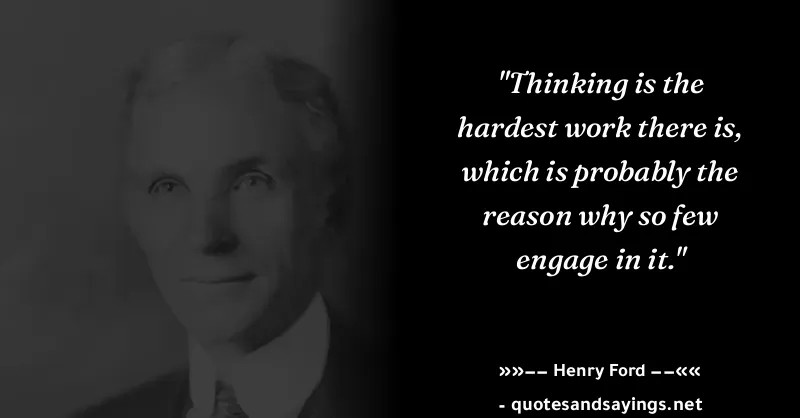 "Thinking is the
hardest work there is,
which is probably the
reason why so few
engage in it."
»»–– Henry Ford ––««
- quotesandsayings.net